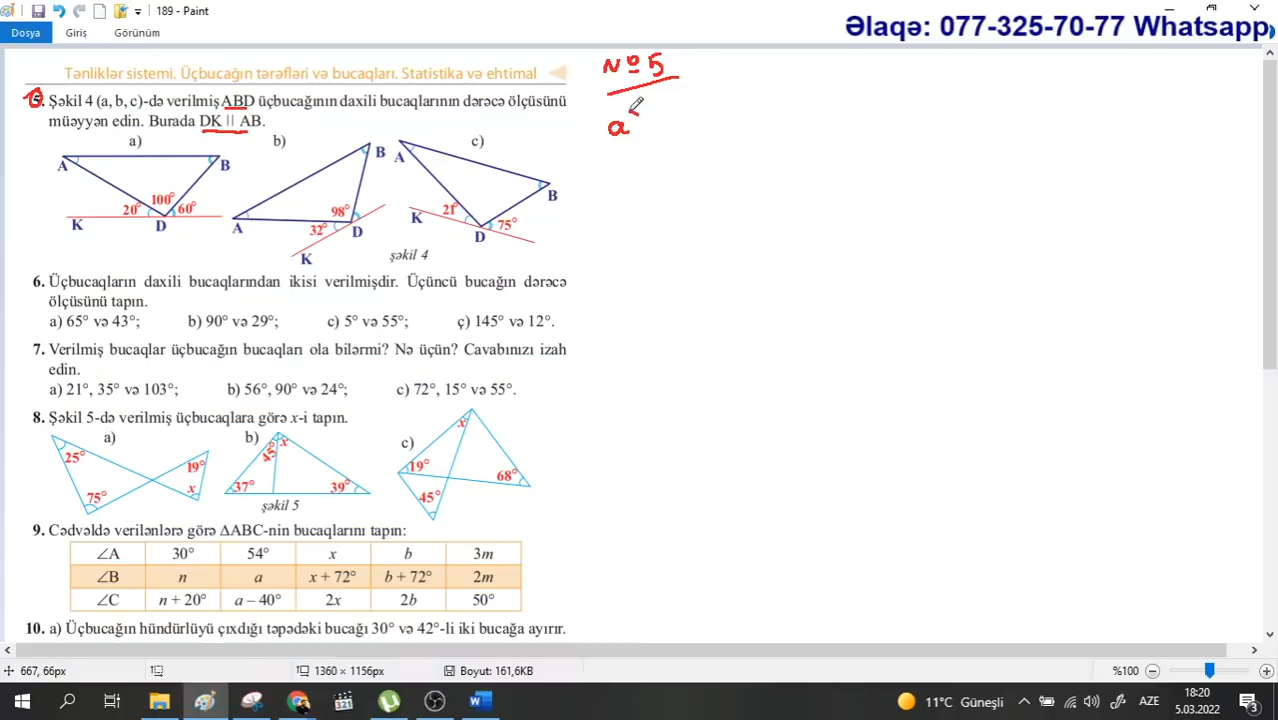 189 - Paint
Əlaqə: 077-325-70-77 Whatsapp
Dosya Giriş Görünüm
Tənliklər sistemi. Üçbucağın tərəfləri və bucaqları. Statistika və ehtimal
№ 5
a
5. Şəkil 4 (a, b, c)-də verilmiş ABD üçbucağının daxili bucaqlarının dərəcə ölçüsünü
müəyyən edin. Burada DK || AB.
a) b) c)
A B 20° 100° 60° K D
B A 98° 32° D K
A B K 21° D 75°
şəkil 4
6. Üçbucaqların daxili bucaqlarından ikisi verilmişdir. Üçüncü bucağın dərəcə
ölçüsünü tapın.
a) 65° və 43°; b) 90° və 29°; c) 5° və 55°; ç) 145° və 12°.
7. Verilmiş bucaqlar üçbucağın bucaqları ola bilərmi? Nə üçün? Cavabınızı izah
edin.
a) 21°, 35° və 103°; b) 56°, 90° və 24°; c) 72°, 15° və 55°.
8. Şəkil 5-də verilmiş üçbucaqlara görə x-i tapın.
a) b) c)
25° 75° 19° x
45° x 37° 39°
x 19° 45° 68°
şəkil 5
9. Cədvəldə verilənlərə görə ΔABC-nin bucaqlarını tapın:
∠A 30° 54° x b 3m
∠B n a x + 72° b + 72° 2m
∠C n + 20° a – 40° 2x 2b 50°
10. a) Üçbucağın hündürlüyü çıxdığı təpədəki bucağı 30° və 42°-li iki bucağa ayırır.
667, 66px 1360 × 1156px Boyut: 161,6KB %100
11°C Güneşli AZE 18:20
5.03.2022 3